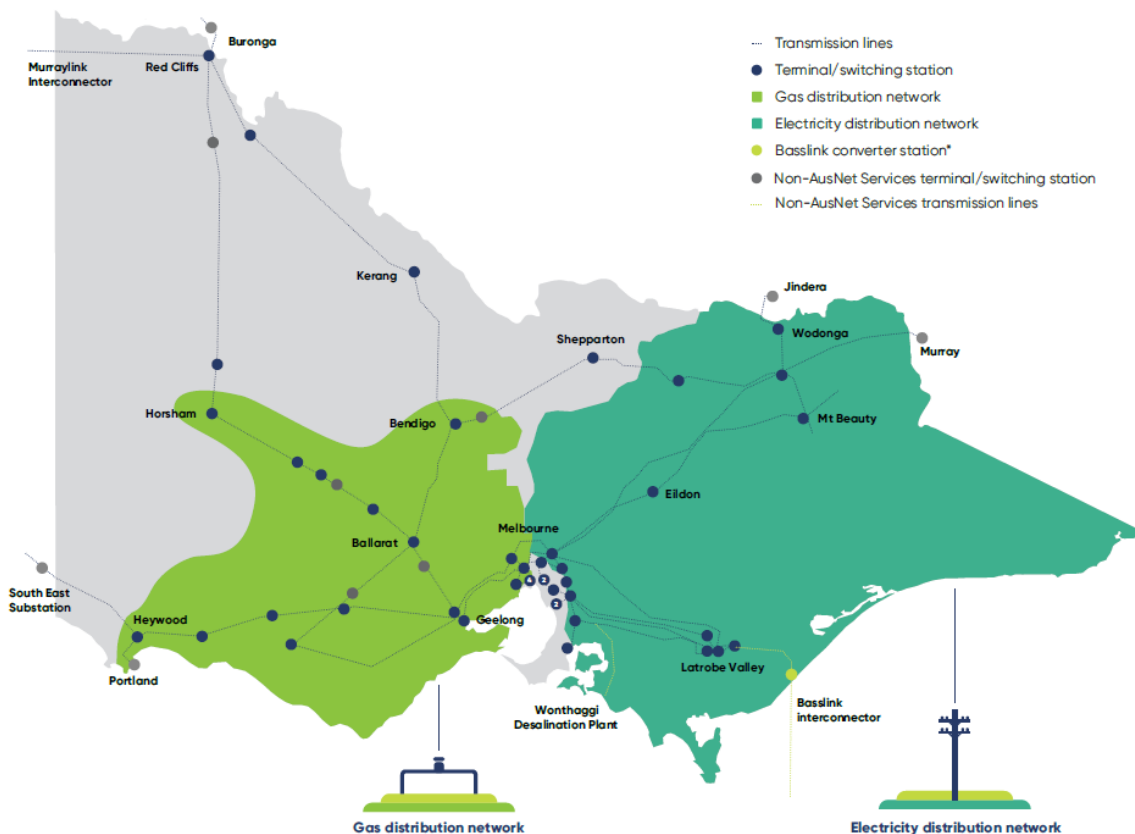 Buronga
Murraylink
Interconnector
Red Cliffs
Transmission lines
Terminal/switching station
Gas distribution network
Electricity distribution network
Basslink converter station*
Non-AusNet Services terminal/switching station
Non-AusNet Services transmission lines
Kerang
Jindera
Wodonga
Shepparton
Murray
Horsham
Bendigo
Mt Beauty
Eildon
Melbourne
Ballarat
4
2
2
South East
Substation
Heywood
Geelong
Portland
Latrobe Valley
Wonthaggi
Desalination Plant
Basslink
interconnector
Gas distribution network
Electricity distribution network